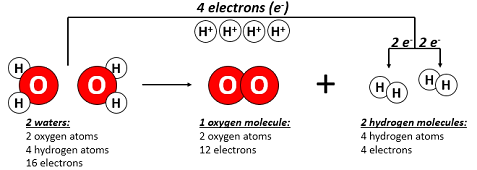 4 electrons (e-)
H+ H+ H+ H+
2 e- 2 e-
H H
O O
H H
O O
+
H H
H H
2 waters:
2 oxygen atoms
4 hydrogen atoms
16 electrons
1 oxygen molecule:
2 oxygen atoms
12 electrons
2 hydrogen molecules:
4 hydrogen atoms
4 electrons